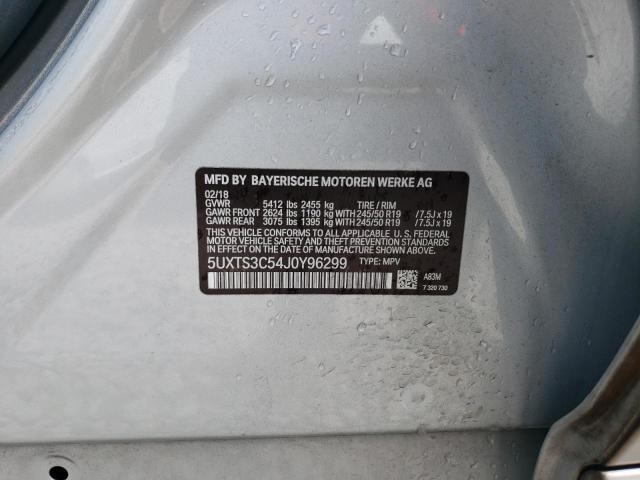 MFD BY BAYERISCHE MOTOREN WERKE AG
02/18
GVWR 5412 lbs 2455 kg TIRE / RIM
GAWR FRONT 2624 lbs 1190 kg WITH 245/50 R19 /7.5J x 19
GAWR REAR 3075 lbs 1395 kg WITH 245/50 R19 /7.5J x 19
THIS VEHICLE CONFORMS TO ALL APPLICABLE U.S. FEDERAL
MOTOR VEHICLE SAFETY STANDARDS IN EFFECT ON THE DATE OF
MANUFACTURE SHOWN ABOVE.
5UXTS3C54J0Y96299 TYPE: MPV
A83M
7 320 730